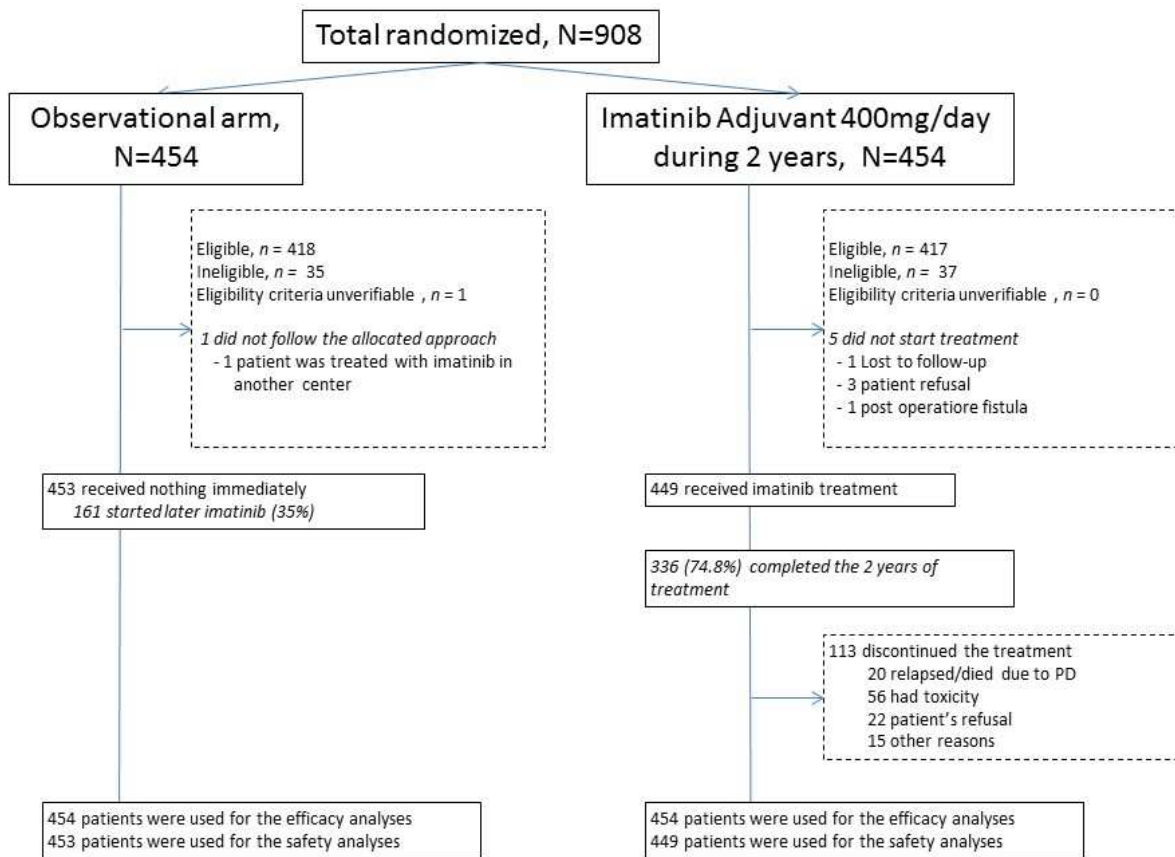 Total randomized, N=908
Observational arm,
N=454
Imatinib Adjuvant 400mg/day
during 2 years, N=454
Eligible, n = 418
Ineligible, n = 35
Eligibility criteria unverifiable , n = 1
1 did not follow the allocated approach
- 1 patient was treated with imatinib in
another center
Eligible, n = 417
Ineligible, n = 37
Eligibility criteria unverifiable , n = 0
5 did not start treatment
- 1 Lost to follow-up
- 3 patient refusal
- 1 post operatiore fistula
453 received nothing immediately
161 started later imatinib (35%)
449 received imatinib treatment
336 (74.8%) completed the 2 years of
treatment
113 discontinued the treatment
20 relapsed/died due to PD
56 had toxicity
22 patient's refusal
15 other reasons
454 patients were used for the efficacy analyses
453 patients were used for the safety analyses
454 patients were used for the efficacy analyses
449 patients were used for the safety analyses